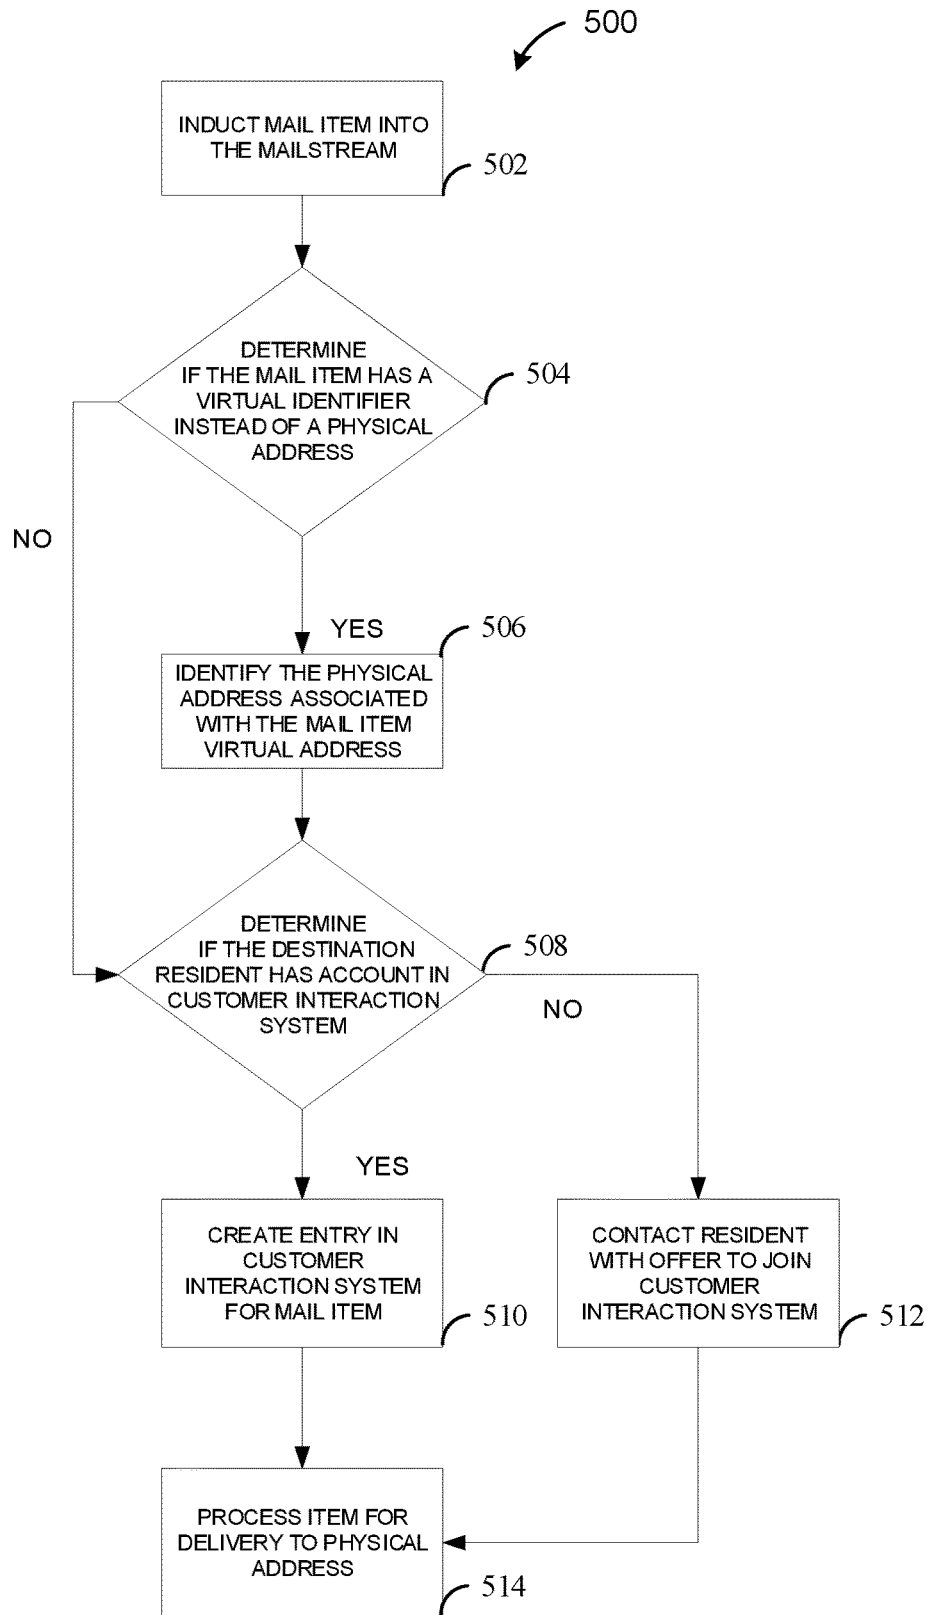 500
INDUCT MAIL ITEM INTO
THE MAILSTREAM
502
DETERMINE
IF THE MAIL ITEM HAS A
VIRTUAL IDENTIFIER
INSTEAD OF A PHYSICAL
ADDRESS
504
NO
YES
506
IDENTIFY THE PHYSICAL
ADDRESS ASSOCIATED
WITH THE MAIL ITEM
VIRTUAL ADDRESS
DETERMINE
IF THE DESTINATION
RESIDENT HAS ACCOUNT IN
CUSTOMER INTERACTION
SYSTEM
508
NO
YES
CREATE ENTRY IN
CUSTOMER
INTERACTION SYSTEM
FOR MAIL ITEM
510
CONTACT RESIDENT
WITH OFFER TO JOIN
CUSTOMER
INTERACTION SYSTEM
512
PROCESS ITEM FOR
DELIVERY TO PHYSICAL
ADDRESS
514